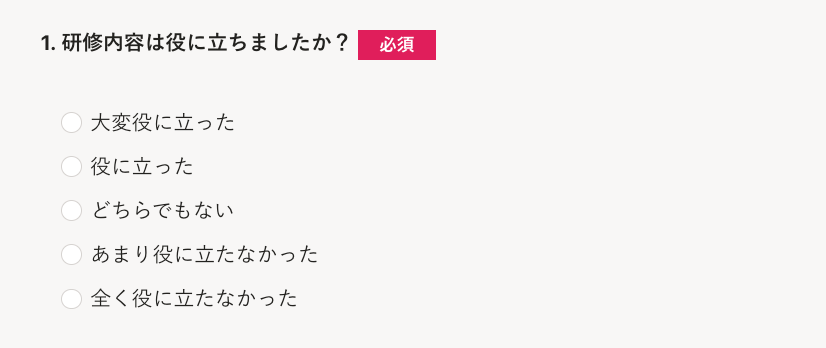 1. 研修内容は役に立ちましたか？ 必須
大変役に立った
役に立った
どちらでもない
あまり役に立たなかった
全く役に立たなかった